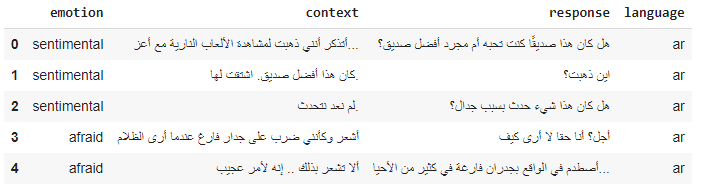 emotion context response language
0 sentimental أتذكر أنني ذهبت لمشاهدة الألعاب النارية مع أعز... هل كان هذا صديقًا كنت تحبه أم مجرد أفضل صديق؟ ar
1 sentimental كان هذا أفضل صديق. اشتقت لها. اين ذهبت؟ ar
2 sentimental لم نعد نتحدث. هل كان هذا شيء حدث بسبب جدال؟ ar
3 afraid أشعر وكأنني ضرب على جدار فارغ عندما أرى الظلام أجل؟ أنا حقا لا أرى كيف ar
4 afraid ألا تشعر بذلك .. إنه لأمر عجيب أصطدم في الواقع بجدران فارغة في كثير من الأحيا... ar